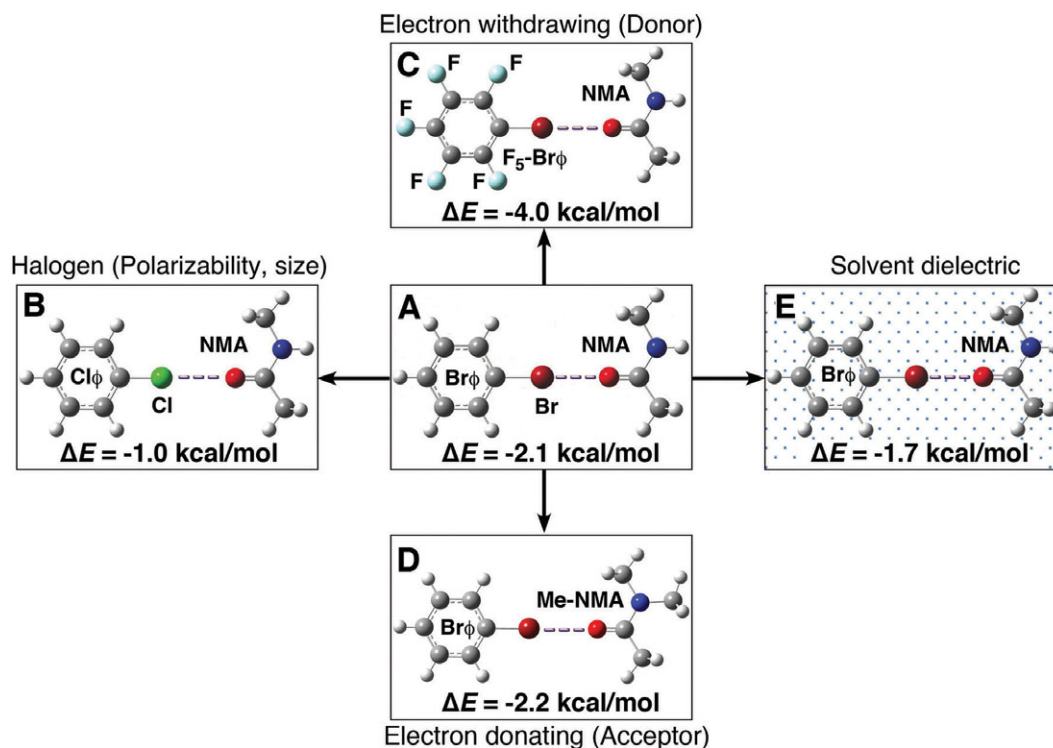 Electron withdrawing (Donor)
C
F
F
F
F
F
NMA
F₅-Brϕ
ΔE = -4.0 kcal/mol
Halogen (Polarizability, size)
B
NMA
Clϕ
Cl
ΔE = -1.0 kcal/mol
A
NMA
Brϕ
Br
ΔE = -2.1 kcal/mol
Solvent dielectric
E
NMA
Brϕ
ΔE = -1.7 kcal/mol
D
Me-NMA
Brϕ
ΔE = -2.2 kcal/mol
Electron donating (Acceptor)